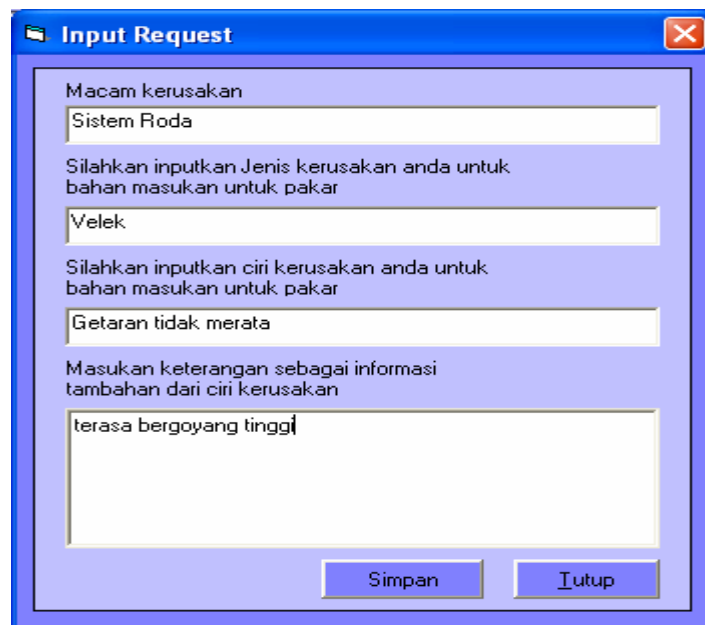 Input Request
Macam kerusakan
Sistem Roda
Silahkan inputkan Jenis kerusakan anda untuk
bahan masukan untuk pakar
Velek
Silahkan inputkan ciri kerusakan anda untuk
bahan masukan untuk pakar
Getaran tidak merata
Masukan keterangan sebagai informasi
tambahan dari ciri kerusakan
terasa bergoyang tinggi
Simpan Tutup